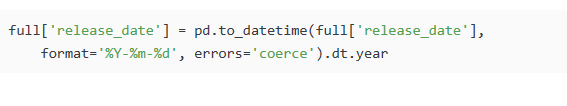 full['release_date'] = pd.to_datetime(full['release_date'],
    format='%Y-%m-%d', errors='coerce').dt.year